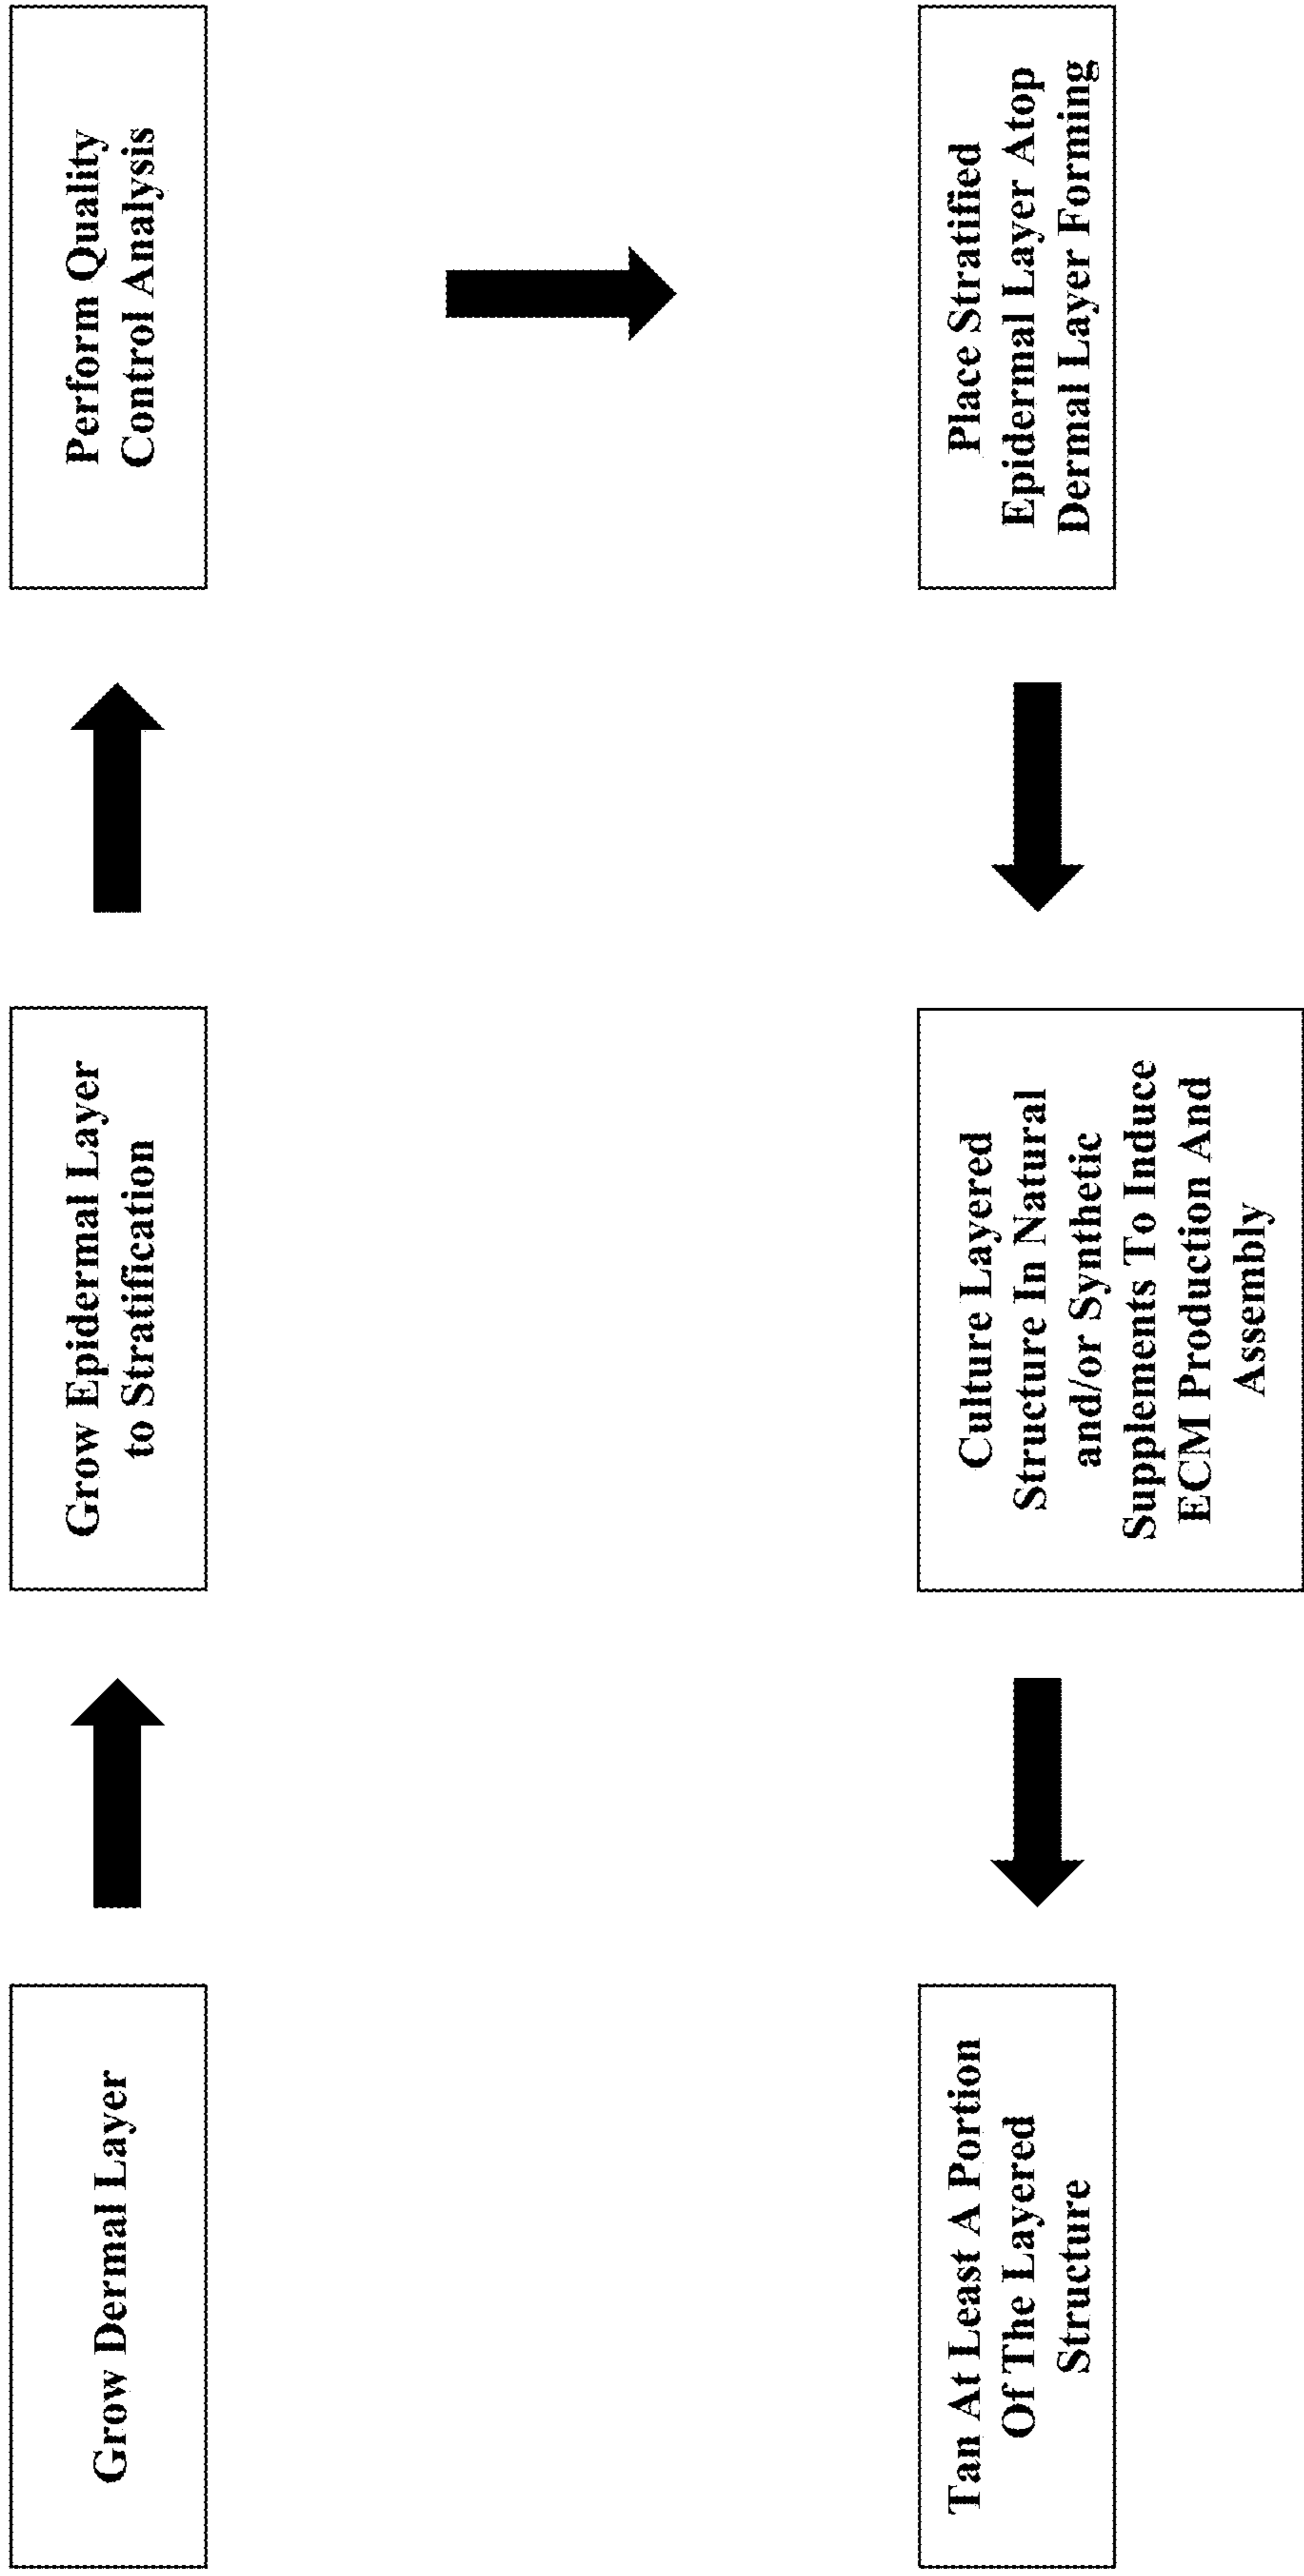 Grow Dermal Layer
Grow Epidermal Layer
to Stratification
Perform Quality
Control Analysis
Place Stratified
Epidermal Layer Atop
Dermal Layer Forming
Culture Layered
Structure In Natural
and/or Synthetic
Supplements To Induce
ECM Production And
Assembly
Tan At Least A Portion
Of The Layered
Structure